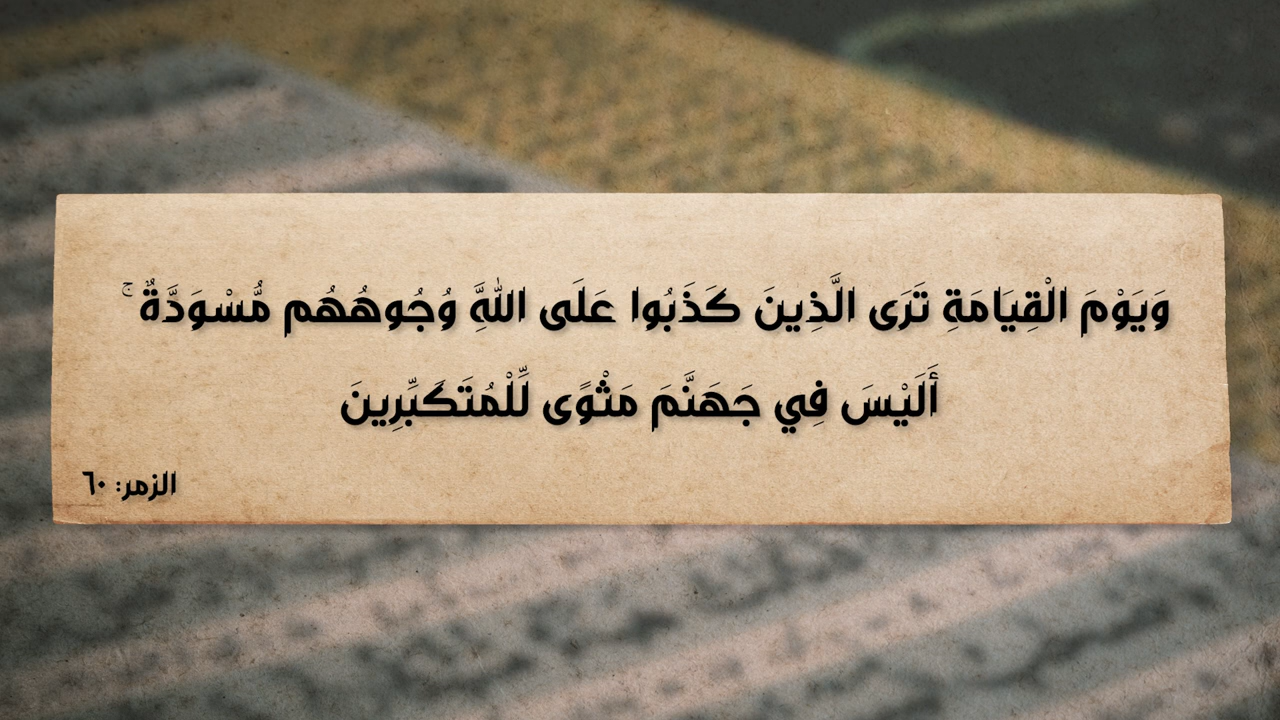 وَيَوْمَ الْقِيَامَةِ تَرَى الَّذِينَ كَذَبُوا عَلَى اللَّهِ وُجُوهُهُم مُّسْوَدَّةٌ ۚ
أَلَيْسَ فِي جَهَنَّمَ مَثْوًى لِّلْمُتَكَبِّرِينَ
الزمر: ٦٠